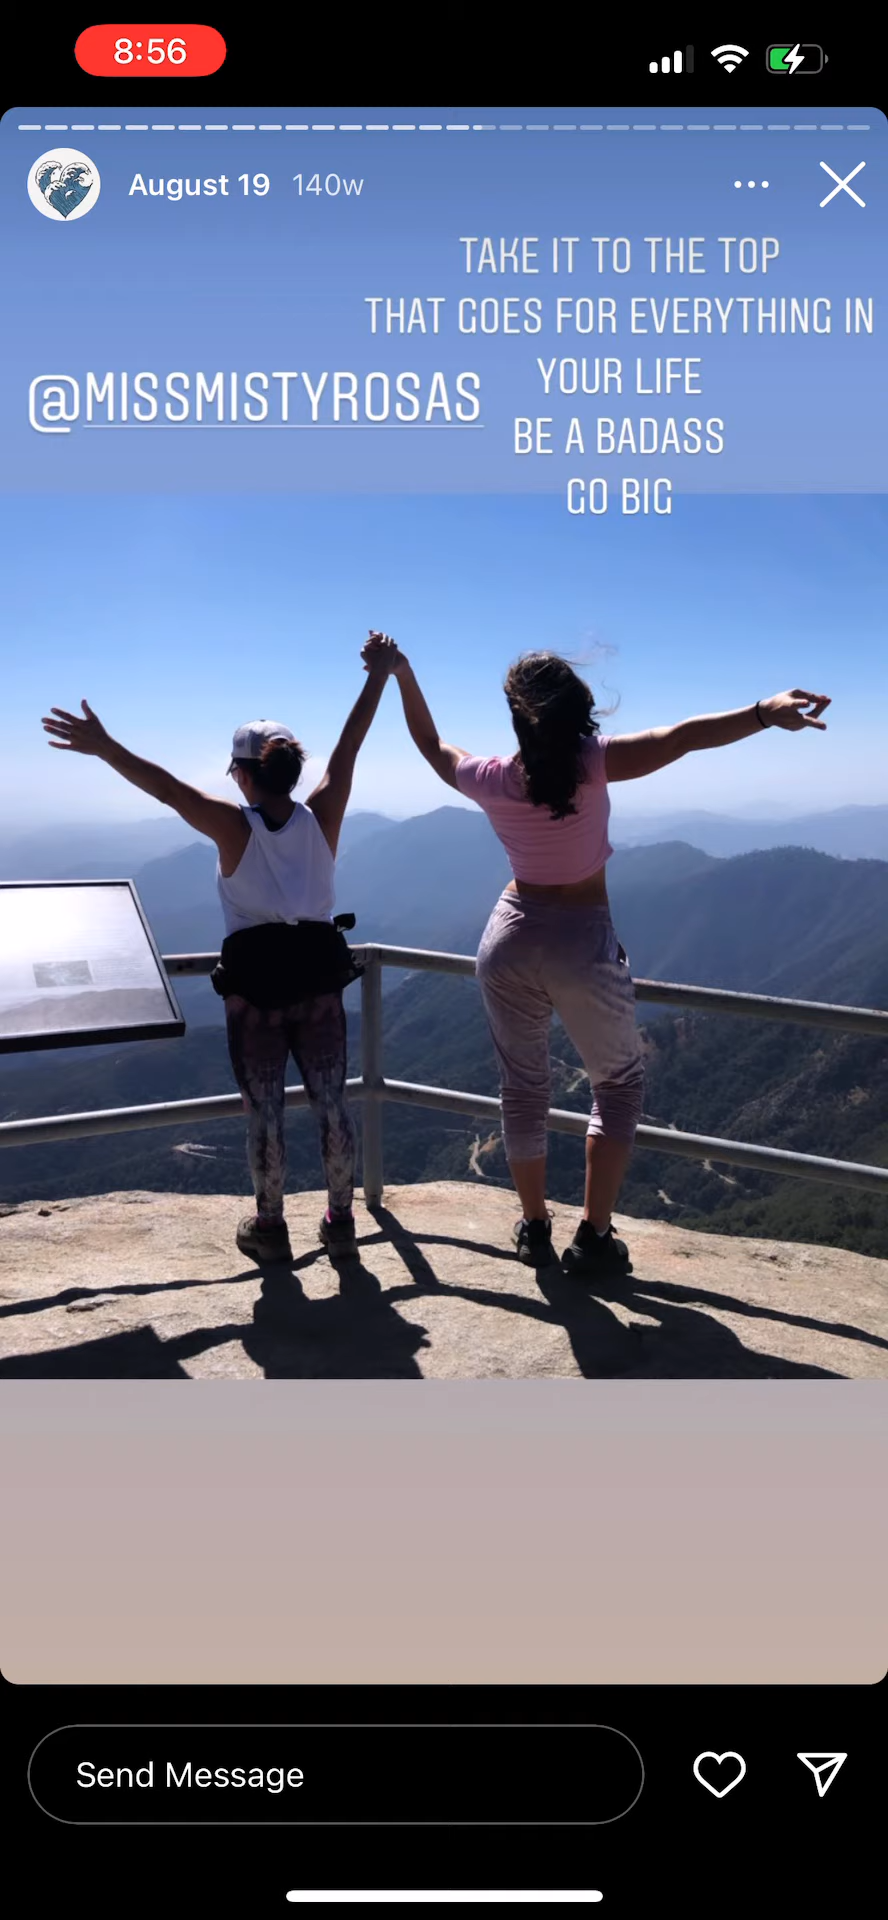 8:56
August 19 140w
TAKE IT TO THE TOP
THAT GOES FOR EVERYTHING IN
YOUR LIFE
BE A BADASS
GO BIG
@MISSMISTYROSAS
Send Message